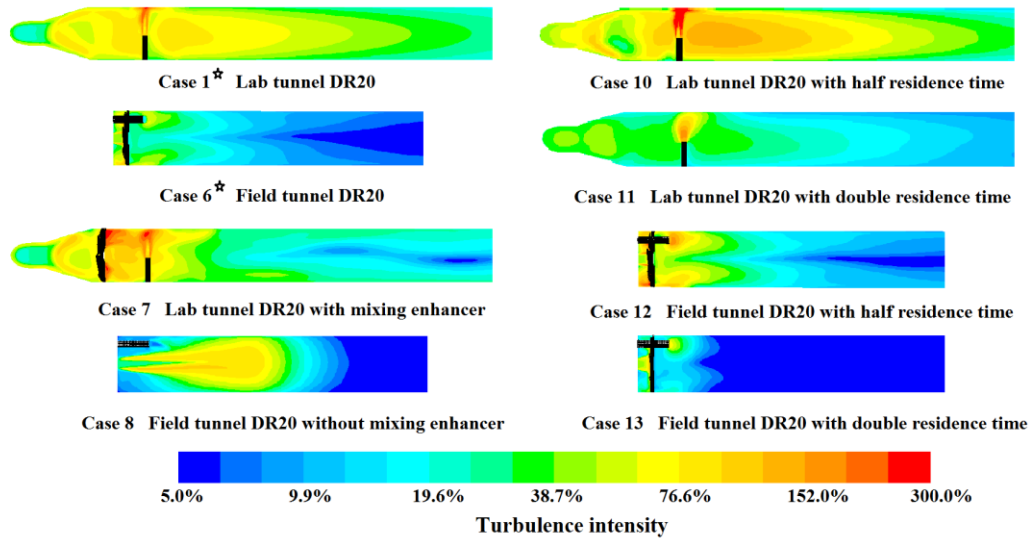 Case 1☆ Lab tunnel DR20
Case 10 Lab tunnel DR20 with half residence time
Case 6☆ Field tunnel DR20
Case 11 Lab tunnel DR20 with double residence time
Case 7 Lab tunnel DR20 with mixing enhancer
Case 12 Field tunnel DR20 with half residence time
Case 8 Field tunnel DR20 without mixing enhancer
Case 13 Field tunnel DR20 with double residence time
5.0% 9.9% 19.6% 38.7% 76.6% 152.0% 300.0%
Turbulence intensity